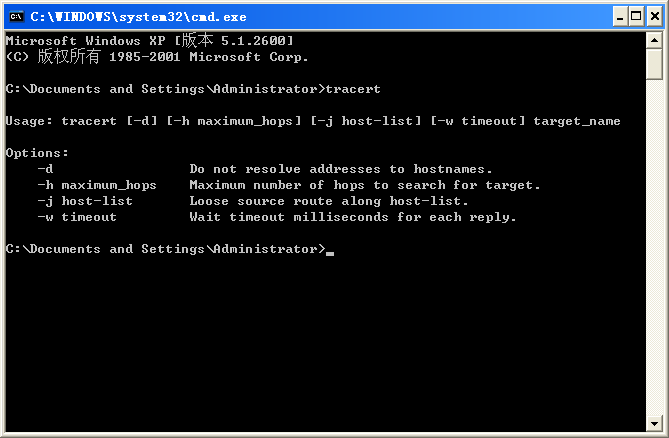 C:\WINDOWS\system32\cmd.exe
Microsoft Windows XP [版本 5.1.2600]
(C) 版权所有 1985-2001 Microsoft Corp.
C:\Documents and Settings\Administrator>tracert
Usage: tracert [-d] [-h maximum_hops] [-j host-list] [-w timeout] target_name
Options:
    -d                 Do not resolve addresses to hostnames.
    -h maximum_hops    Maximum number of hops to search for target.
    -j host-list       Loose source route along host-list.
    -w timeout         Wait timeout milliseconds for each reply.
C:\Documents and Settings\Administrator>